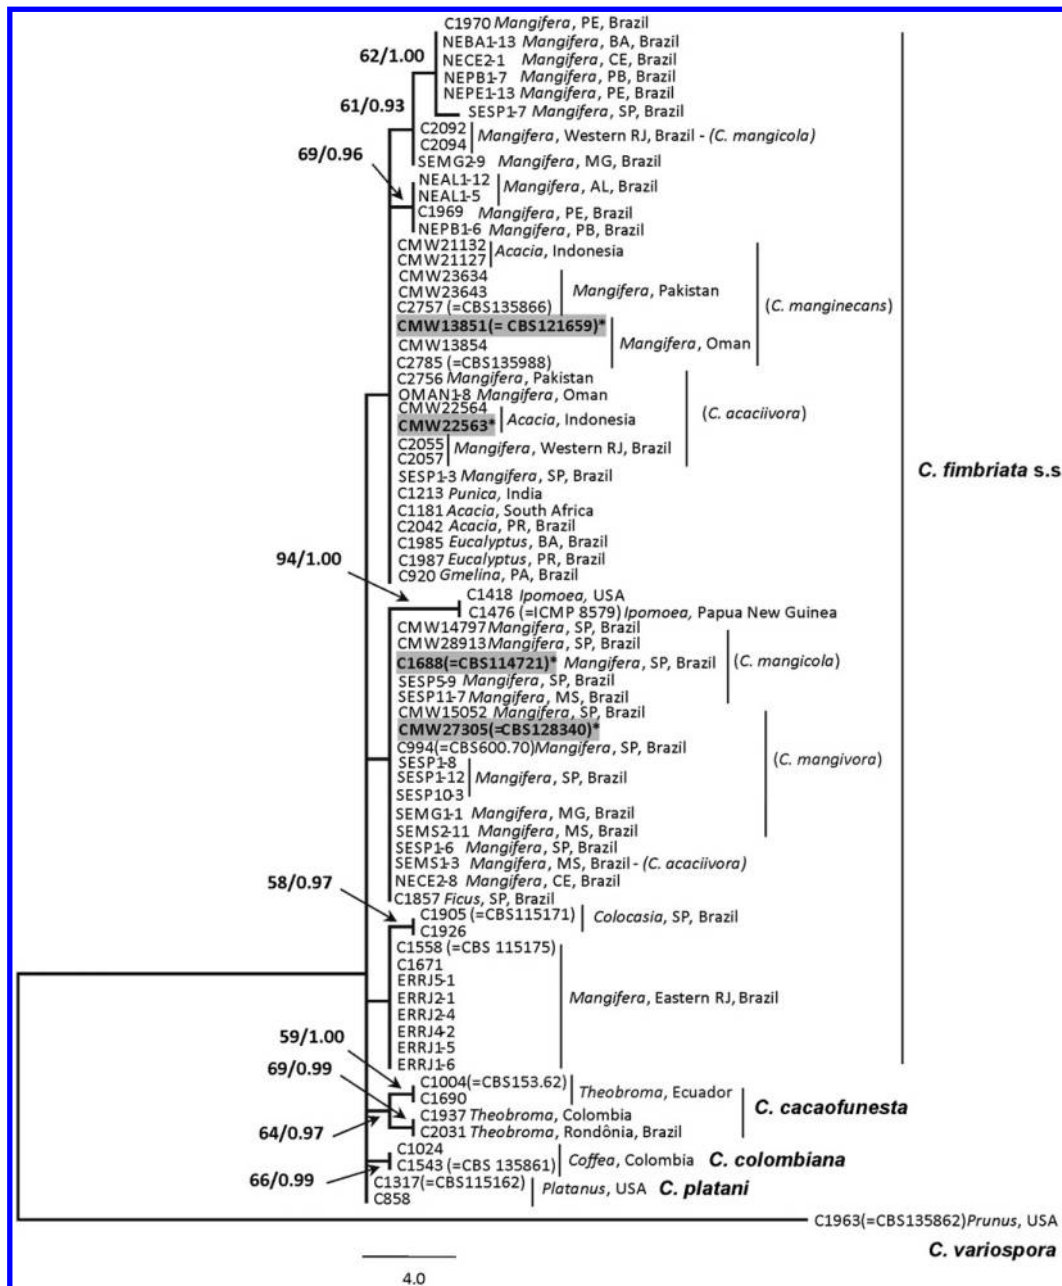 C1970 Mangifera, PE, Brazil
NEBA1-13 Mangifera, BA, Brazil
62/1.00
NECE2-1 Mangifera, CE, Brazil
NEPB1-7 Mangifera, PB, Brazil
NEPE1-13 Mangifera, PE, Brazil
61/0.93
SESP1-7 Mangifera, SP, Brazil
C2092
C2094
Mangifera, Western RJ, Brazil - (C. mangicola)
69/0.96
SEMG2-9 Mangifera, MG, Brazil
NEAL1-12
NEAL1-5
Mangifera, AL, Brazil
C1969 Mangifera, PE, Brazil
NEPB1-6 Mangifera, PB, Brazil
CMW21132
CMW21127
Acacia, Indonesia
CMW23634
CMW23643
C2757 (=CBS135866)
Mangifera, Pakistan
(C. manginecans)
CMW13851(= CBS121659)*
CMW13854
C2785 (=CBS135988)
Mangifera, Oman
C2756 Mangifera, Pakistan
OMAN1-8 Mangifera, Oman
CMW22564
CMW22563*
Acacia, Indonesia
(C. acaciivora)
C2055
C2057
Mangifera, Western RJ, Brazil
C. fimbriata s.s
SESP1-3 Mangifera, SP, Brazil
C1213 Punica, India
C1181 Acacia, South Africa
C2042 Acacia, PR, Brazil
C1985 Eucalyptus, BA, Brazil
C1987 Eucalyptus, PR, Brazil
C920 Gmelina, PA, Brazil
94/1.00
C1418 Ipomoea, USA
C1476 (=ICMP 8579) Ipomoea, Papua New Guinea
CMW14797 Mangifera, SP, Brazil
CMW28913 Mangifera, SP, Brazil
C1688(=CBS114721)* Mangifera, SP, Brazil
(C. mangicola)
SESP5-9 Mangifera, SP, Brazil
SESP11-7 Mangifera, MS, Brazil
CMW15052 Mangifera, SP, Brazil
CMW27305(=CBS128340)*
C994(=CBS600.70)Mangifera, SP, Brazil
(C. mangivora)
SESP1-8
SESP1-12
SESP10-3
Mangifera, SP, Brazil
SEMG1-1 Mangifera, MG, Brazil
SEMS2-11 Mangifera, MS, Brazil
SESP1-6 Mangifera, SP, Brazil
SEMS1-3 Mangifera, MS, Brazil - (C. acaciivora)
NECE2-8 Mangifera, CE, Brazil
C1857 Ficus, SP, Brazil
58/0.97
C1905 (=CBS115171)
C1926
Colocasia, SP, Brazil
C1558 (=CBS 115175)
C1671
ERRJ5-1
ERRJ2-1
ERRJ2-4
ERRJ4-2
ERRJ1-5
ERRJ1-6
Mangifera, Eastern RJ, Brazil
59/1.00
C1004(=CBS153.62)
C1690
Theobroma, Ecuador
69/0.99
C1937 Theobroma, Colombia
C2031 Theobroma, Rondônia, Brazil
C. cacaofunesta
64/0.97
C1024
C1543 (=CBS 135861)
Coffea, Colombia
C. colombiana
66/0.99
C1317(=CBS115162)
C858
Platanus, USA
C. platani
C1963(=CBS135862)Prunus, USA
C. variospora
4.0